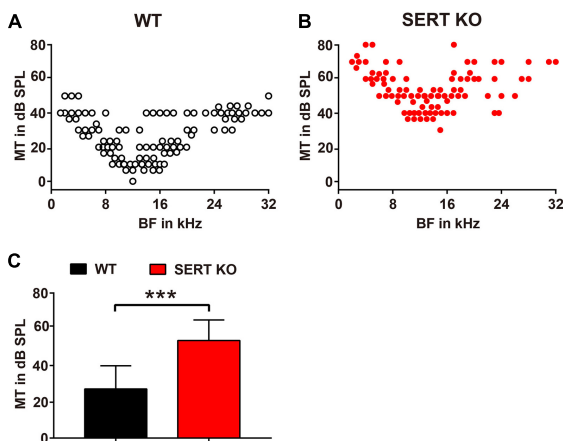 A
WT
MT in dB SPL
80
60
40
20
0
0 8 16 24 32
BF in kHz
B
SERT KO
MT in dB SPL
80
60
40
20
0
0 8 16 24 32
BF in kHz
C
WT SERT KO
MT in dB SPL
80
60
40
20
0
***